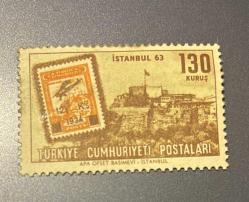 İSTANBUL 63
130
KURUŞ
1934
TÜRKİYE CUMHURİYETİ POSTALARI
APA OFSET BASIMEVİ - İSTANBUL